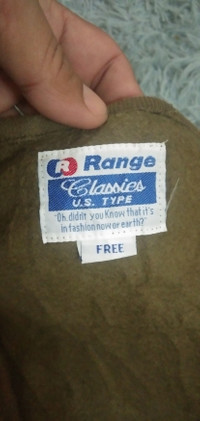 R Range
Classics
U.S. TYPE
"Oh didn't you Know that it's
in fashion now or earth?"
FREE